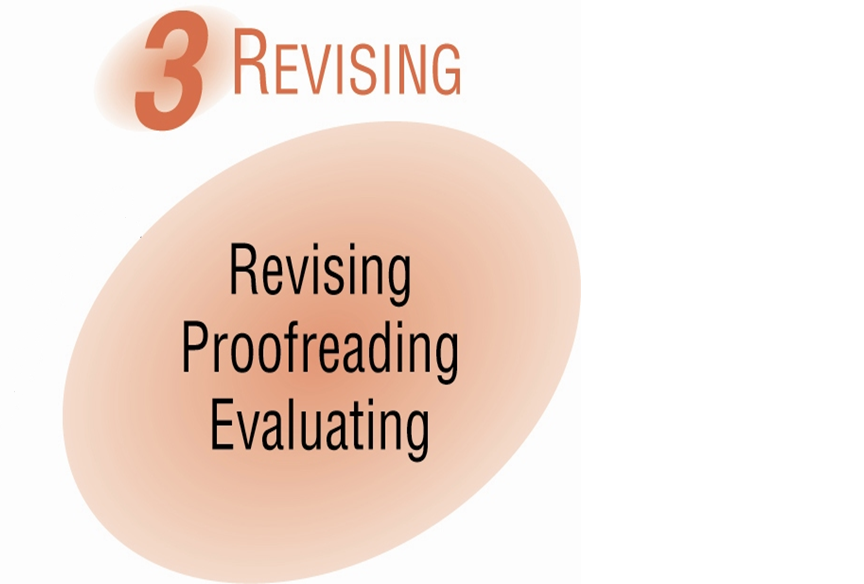 3 REVISING
Revising
Proofreading
Evaluating